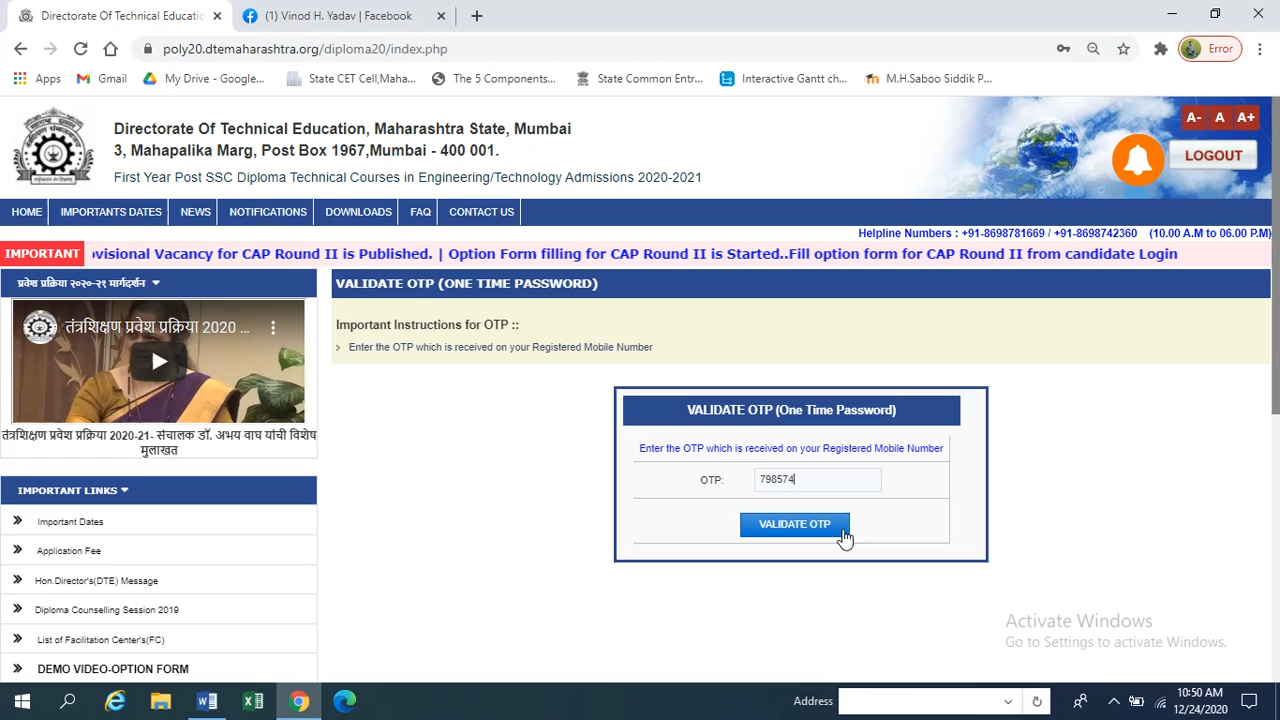 Directorate Of Technical Educatio
(1) Vinod H. Yadav | Facebook
poly20.dtemaharashtra.org/diploma20/index.php
Error
Apps
Gmail
My Drive - Google...
State CET Cell,Maha...
The 5 Components...
State Common Entr...
Interactive Gantt ch...
M.H.Saboo Siddik P...
Directorate Of Technical Education, Maharashtra State, Mumbai
3, Mahapalika Marg, Post Box 1967,Mumbai - 400 001.
First Year Post SSC Diploma Technical Courses in Engineering/Technology Admissions 2020-2021
A- A A+
LOGOUT
HOME
IMPORTANTS DATES
NEWS
NOTIFICATIONS
DOWNLOADS
FAQ
CONTACT US
Helpline Numbers : +91-8698781669 / +91-8698742360 (10.00 A.M to 06.00 P.M)
IMPORTANT
visional Vacancy for CAP Round II is Published. | Option Form filling for CAP Round II is Started..Fill option form for CAP Round II from candidate Login
प्रवेश प्रक्रिया २०२०-२१ मार्गदर्शन
तंत्रशिक्षण प्रवेश प्रक्रिया 2020 ...
तंत्रशिक्षण प्रवेश प्रक्रिया 2020-21- संचालक डॉ. अभय वाघ यांची विशेष
मुलाखत
IMPORTANT LINKS
Important Dates
Application Fee
Hon.Director's(DTE) Message
Diploma Counselling Session 2019
List of Facilitation Center's(FC)
DEMO VIDEO-OPTION FORM
VALIDATE OTP (ONE TIME PASSWORD)
Important Instructions for OTP ::
> Enter the OTP which is received on your Registered Mobile Number
VALIDATE OTP (One Time Password)
Enter the OTP which is received on your Registered Mobile Number
OTP: 798574
VALIDATE OTP
Activate Windows
Go to Settings to activate Windows.
Address
10:50 AM
12/24/2020